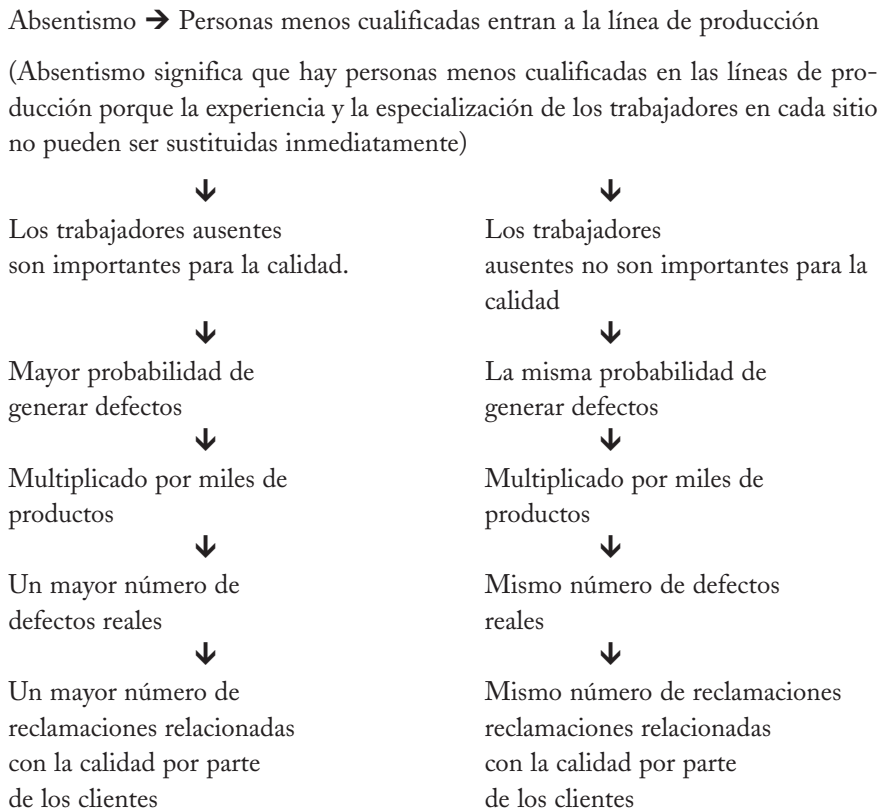 Absentismo ➔ Personas menos cualificadas entran a la línea de producción
(Absentismo significa que hay personas menos cualificadas en las líneas de pro-
ducción porque la experiencia y la especialización de los trabajadores en cada sitio
no pueden ser sustituidas inmediatamente)
Los trabajadores ausentes
son importantes para la calidad.
Los trabajadores
ausentes no son importantes para la
calidad
Mayor probabilidad de
generar defectos
La misma probabilidad de
generar defectos
Multiplicado por miles de
productos
Multiplicado por miles de
productos
Un mayor número de
defectos reales
Mismo número de defectos
reales
Un mayor número de
reclamaciones relacionadas
con la calidad por parte
de los clientes
Mismo número de reclamaciones
reclamaciones relacionadas
con la calidad por parte
de los clientes